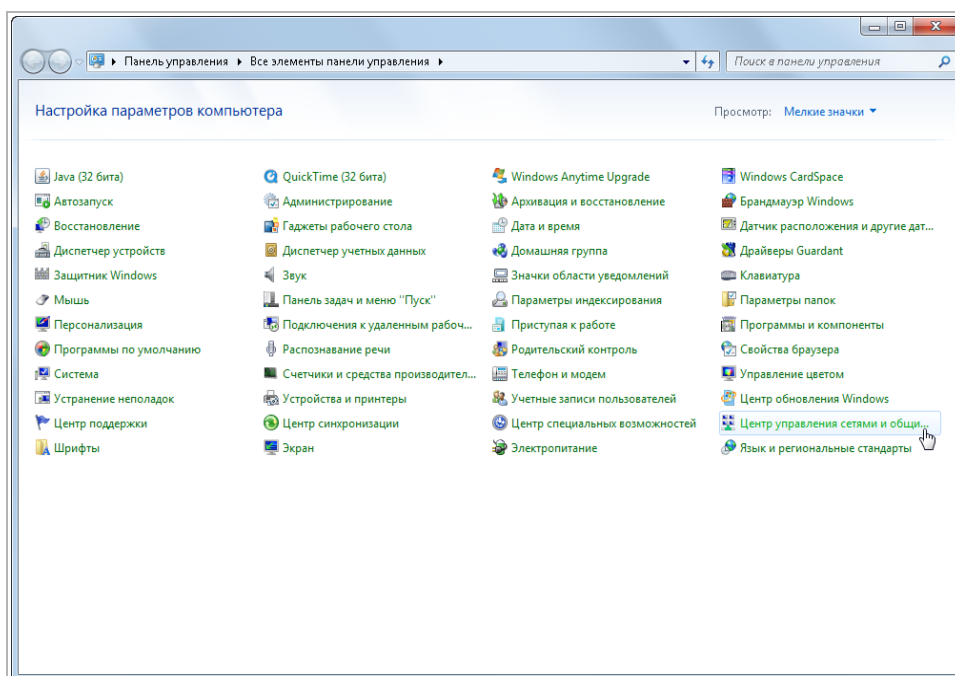 Панель управления ▸ Все элементы панели управления ▸
Поиск в панели управления
Настройка параметров компьютера
Просмотр: Мелкие значки
Java (32 бита) QuickTime (32 бита) Windows Anytime Upgrade Windows CardSpace
Автозапуск Администрирование Архивация и восстановление Брандмауэр Windows
Восстановление Гаджеты рабочего стола Дата и время Датчик расположения и другие дат...
Диспетчер устройств Диспетчер учетных данных Домашняя группа Драйверы Guardant
Защитник Windows Звук Значки области уведомлений Клавиатура
Мышь Панель задач и меню "Пуск" Параметры индексирования Параметры папок
Персонализация Подключения к удаленным рабоч... Приступая к работе Программы и компоненты
Программы по умолчанию Распознавание речи Родительский контроль Свойства браузера
Система Счетчики и средства производител... Телефон и модем Управление цветом
Устранение неполадок Устройства и принтеры Учетные записи пользователей Центр обновления Windows
Центр поддержки Центр синхронизации Центр специальных возможностей Центр управления сетями и общи...
Шрифты Экран Электропитание Язык и региональные стандарты